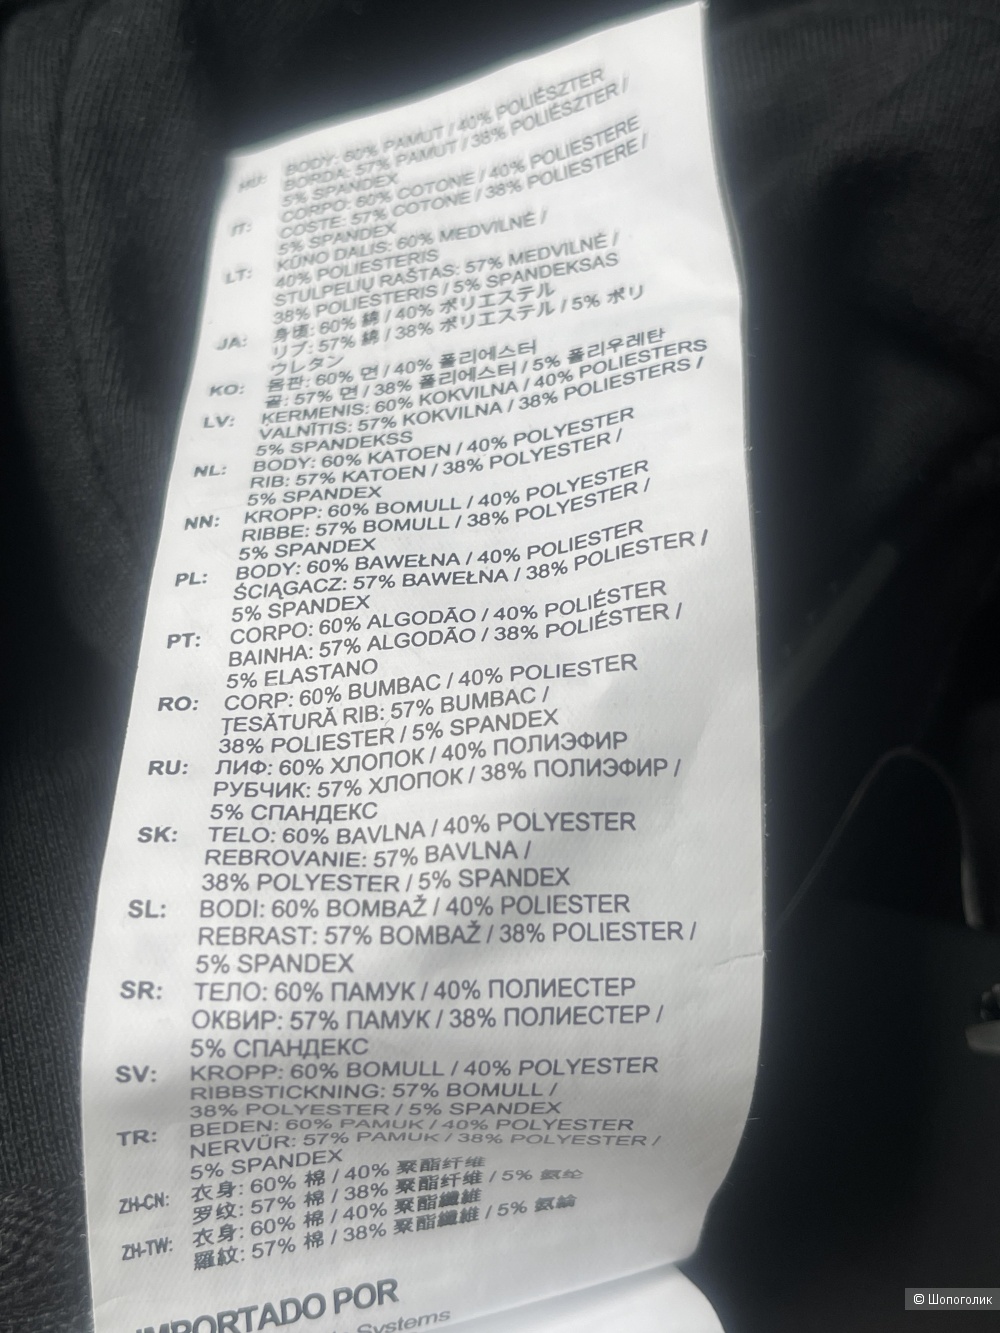 HU: BODY: 60% PAMUT / 40% POLIÉSZTER
BORDA: 57% PAMUT / 38% POLIÉSZTER /
5% SPANDEX
IT: CORPO: 60% COTONE / 40% POLIESTERE
COSTE: 57% COTONE / 38% POLIESTERE /
5% SPANDEX
LT: KŪNO DALIS: 60% MEDVILNĖ /
40% POLIESTERIS
STULPELIŲ RAŠTAS: 57% MEDVILNĖ /
38% POLIESTERIS / 5% SPANDEKSAS
JA: 身頃: 60% 綿 / 40% ポリエステル
リブ: 57% 綿 / 38% ポリエステル / 5% ポリ
ウレタン
KO: 몸판: 60% 면 / 40% 폴리에스터
골: 57% 면 / 38% 폴리에스터 / 5% 폴리우레탄
LV: ĶERMENIS: 60% KOKVILNA / 40% POLIESTERS
VALNĪTIS: 57% KOKVILNA / 38% POLIESTERS /
5% SPANDEKSS
NL: BODY: 60% KATOEN / 40% POLYESTER
RIB: 57% KATOEN / 38% POLYESTER /
5% SPANDEX
NN: KROPP: 60% BOMULL / 40% POLYESTER
RIBBE: 57% BOMULL / 38% POLYESTER /
5% SPANDEX
PL: BODY: 60% BAWEŁNA / 40% POLIESTER
ŚCIĄGACZ: 57% BAWEŁNA / 38% POLIESTER /
5% SPANDEX
PT: CORPO: 60% ALGODÃO / 40% POLIÉSTER
BAINHA: 57% ALGODÃO / 38% POLIÉSTER /
5% ELASTANO
RO: CORP: 60% BUMBAC / 40% POLIESTER
ȚESĂTURĂ RIB: 57% BUMBAC /
38% POLIESTER / 5% SPANDEX
RU: ЛИФ: 60% ХЛОПОК / 40% ПОЛИЭФИР
РУБЧИК: 57% ХЛОПОК / 38% ПОЛИЭФИР /
5% СПАНДЕКС
SK: TELO: 60% BAVLNA / 40% POLYESTER
REBROVANIE: 57% BAVLNA /
38% POLYESTER / 5% SPANDEX
SL: BODI: 60% BOMBAŽ / 40% POLIESTER
REBRAST: 57% BOMBAŽ / 38% POLIESTER /
5% SPANDEX
SR: ТЕЛО: 60% ПАМУК / 40% ПОЛИЕСТЕР
ОКВИР: 57% ПАМУК / 38% ПОЛИЕСТЕР /
5% СПАНДЕКС
SV: KROPP: 60% BOMULL / 40% POLYESTER
RIBBSTICKNING: 57% BOMULL /
38% POLYESTER / 5% SPANDEX
TR: BEDEN: 60% PAMUK / 40% POLYESTER
NERVÜR: 57% PAMUK / 38% POLYESTER /
5% SPANDEX
ZH-CN: 衣身: 60% 棉 / 40% 聚酯纤维
罗纹: 57% 棉 / 38% 聚酯纤维 / 5% 氨纶
ZH-TW: 衣身: 60% 棉 / 40% 聚酯纖維
羅紋: 57% 棉 / 38% 聚酯纖維 / 5% 氨綸
IMPORTADO POR
Systems
© Шопоголик